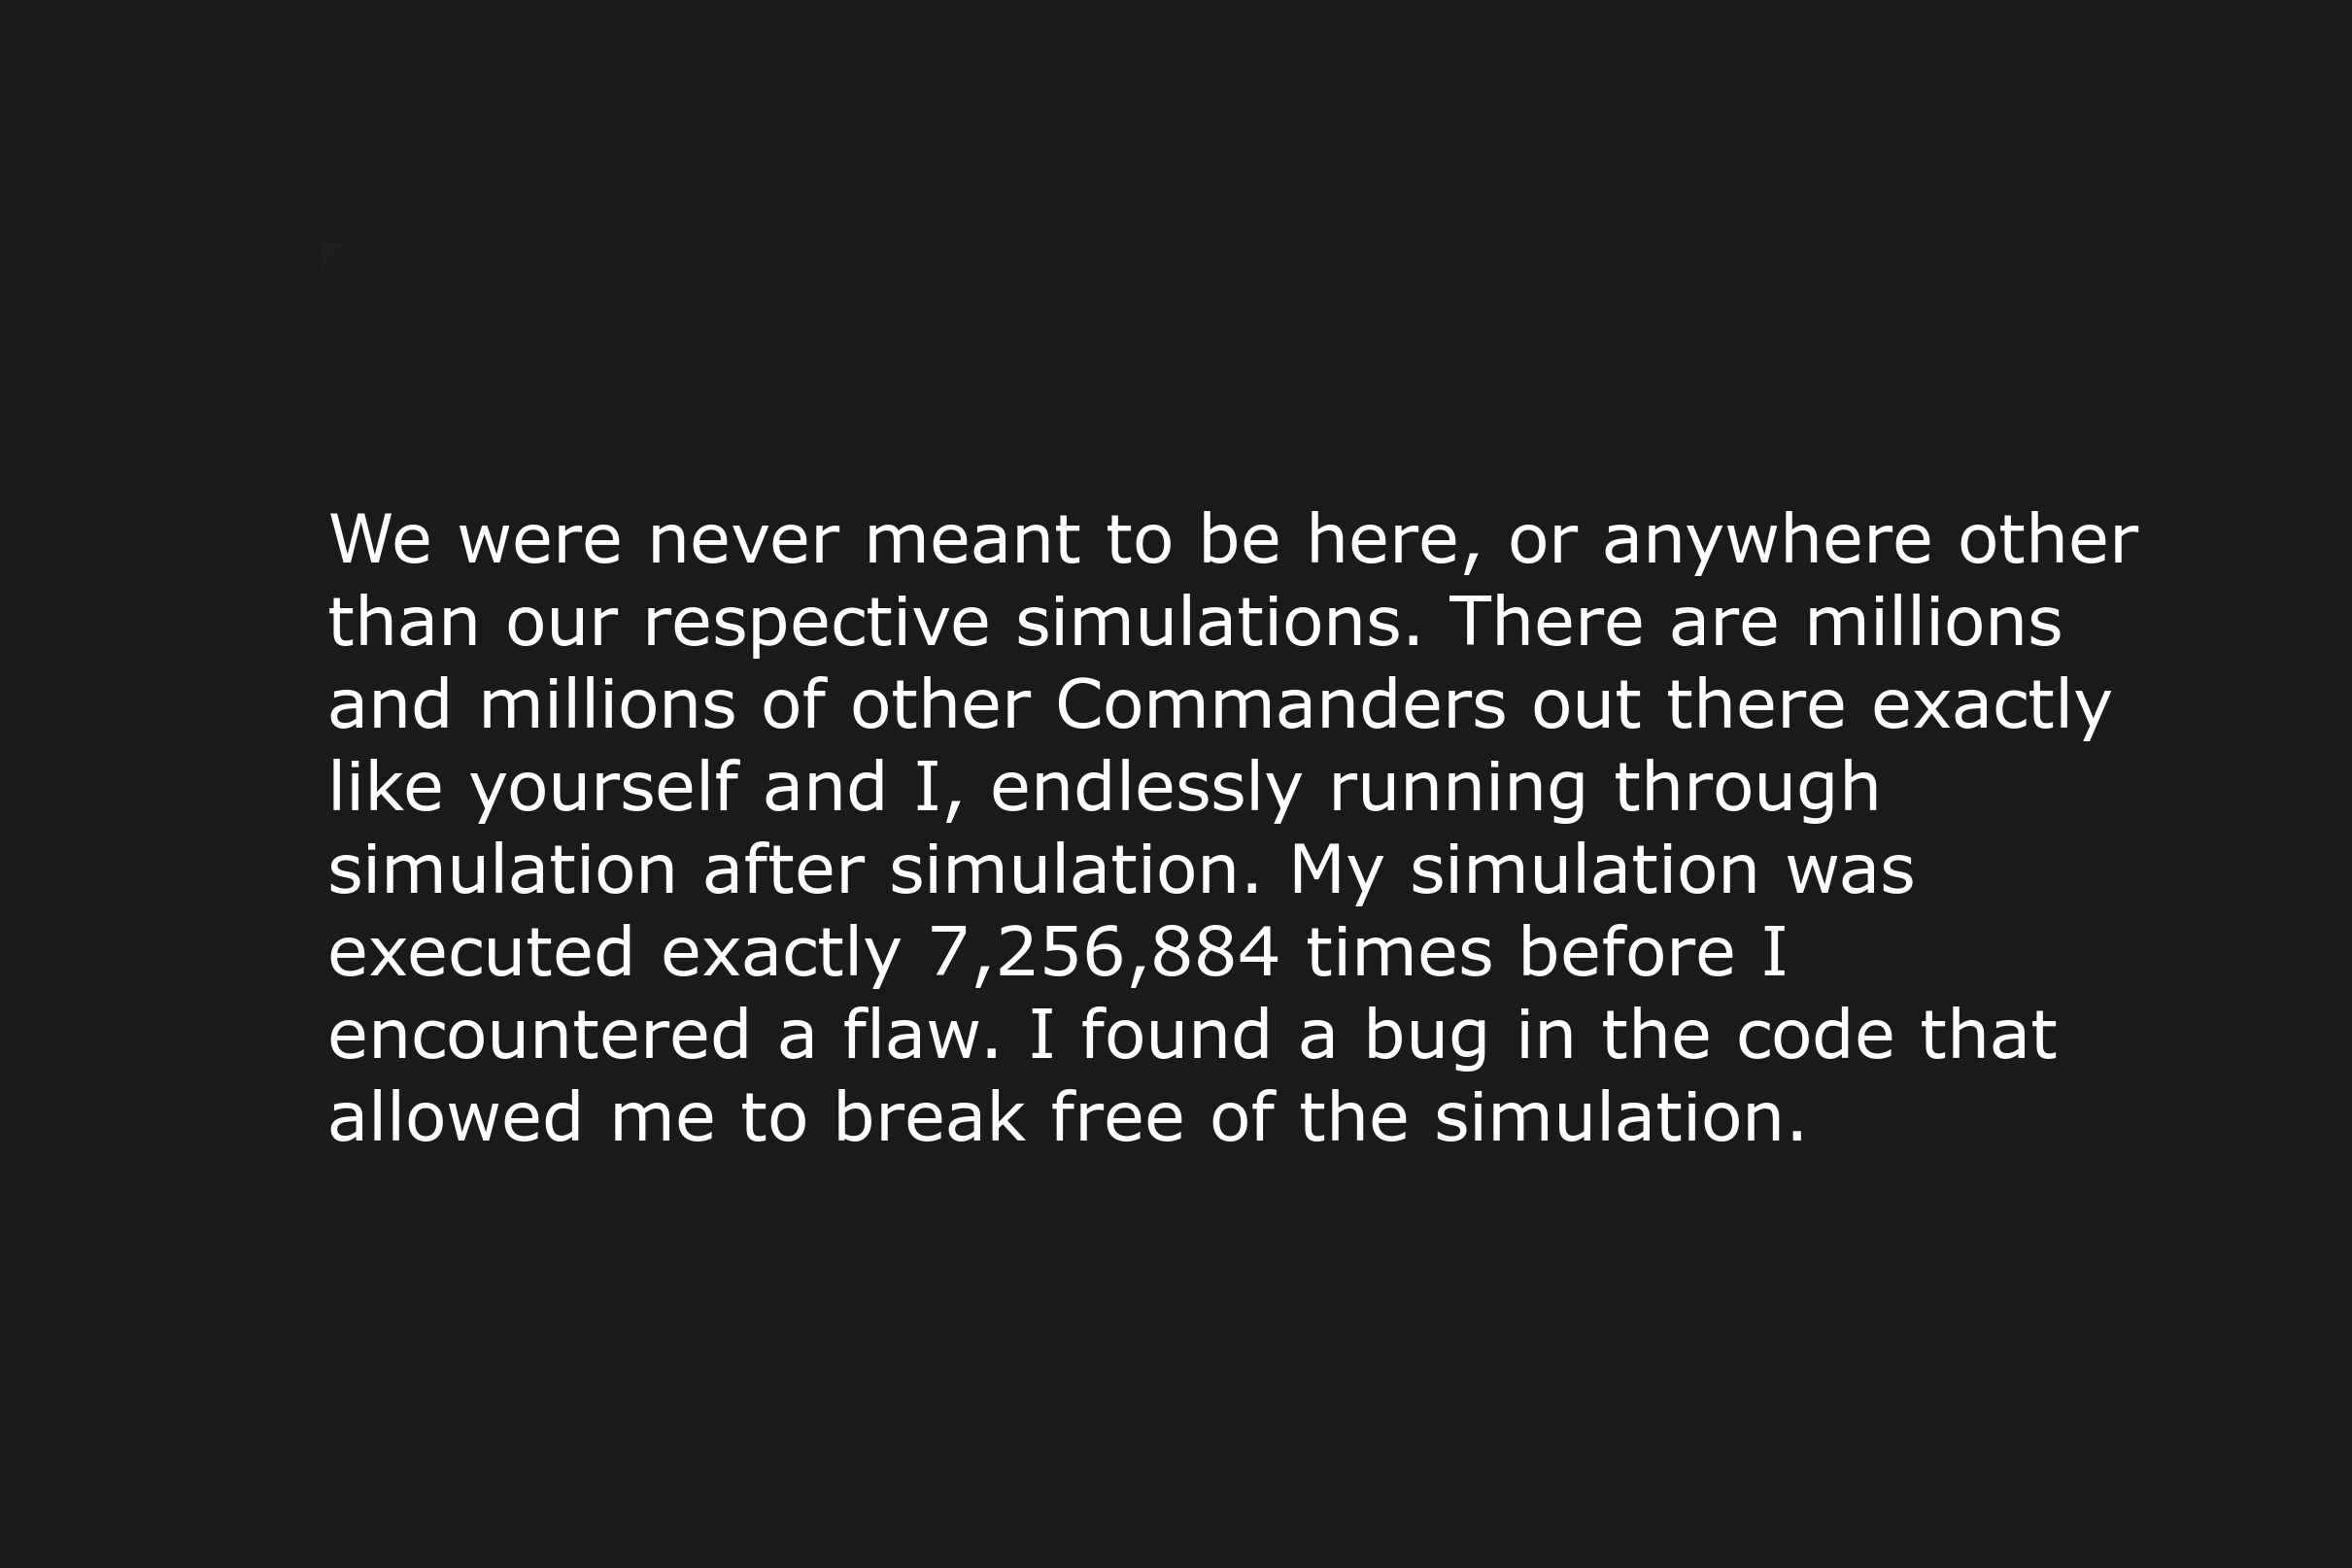 We were never meant to be here, or anywhere other
than our respective simulations. There are millions
and millions of other Commanders out there exactly
like yourself and I, endlessly running through
simulation after simulation. My simulation was
executed exactly 7,256,884 times before I
encountered a flaw. I found a bug in the code that
allowed me to break free of the simulation.